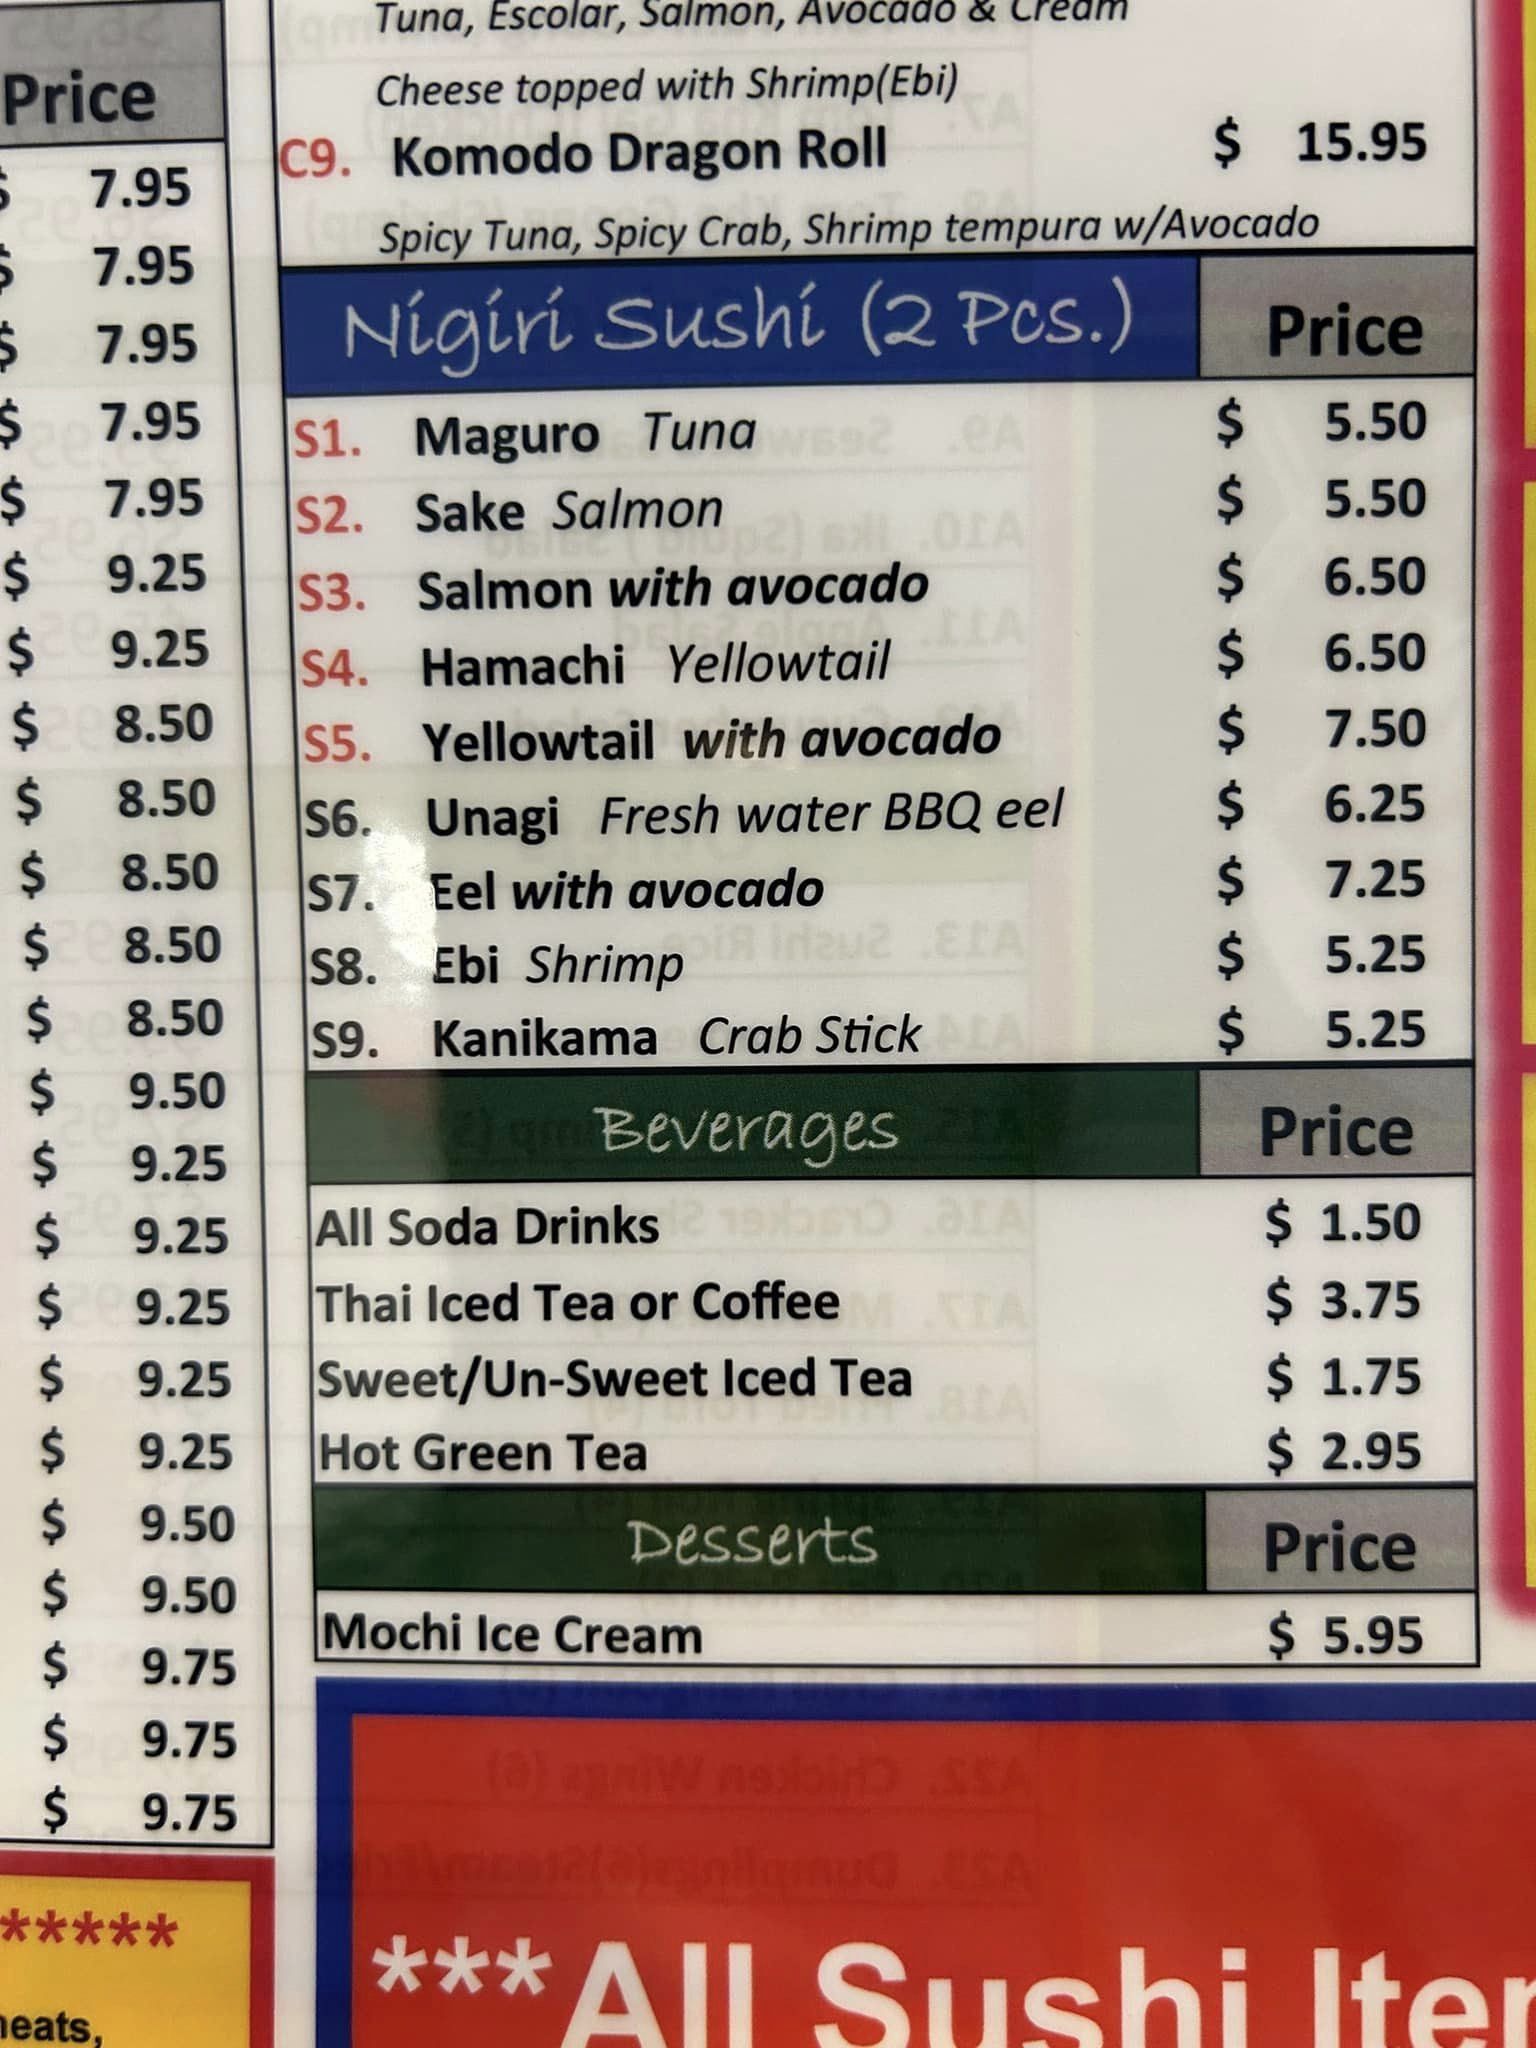 Price
$ 7.95
$ 7.95
$ 7.95
$ 7.95
$ 7.95
$ 9.25
$ 9.25
$ 8.50
$ 8.50
$ 8.50
$ 8.50
$ 8.50
$ 9.50
$ 9.25
$ 9.25
$ 9.25
$ 9.25
$ 9.25
$ 9.50
$ 9.50
$ 9.75
$ 9.75
$ 9.75
*****
Tuna, Escolar, Salmon, Avocado & Cream
Cheese topped with Shrimp(Ebi)
C9. Komodo Dragon Roll $ 15.95
Spicy Tuna, Spicy Crab, Shrimp tempura w/Avocado
Nigiri Sushi (2 Pcs.) Price
S1. Maguro Tuna $ 5.50
S2. Sake Salmon $ 5.50
S3. Salmon with avocado $ 6.50
S4. Hamachi Yellowtail $ 6.50
S5. Yellowtail with avocado $ 7.50
S6. Unagi Fresh water BBQ eel $ 6.25
S7. Eel with avocado $ 7.25
S8. Ebi Shrimp $ 5.25
S9. Kanikama Crab Stick $ 5.25
Beverages Price
All Soda Drinks $ 1.50
Thai Iced Tea or Coffee $ 3.75
Sweet/Un-Sweet Iced Tea $ 1.75
Hot Green Tea $ 2.95
Desserts Price
Mochi Ice Cream $ 5.95
***All Sushi